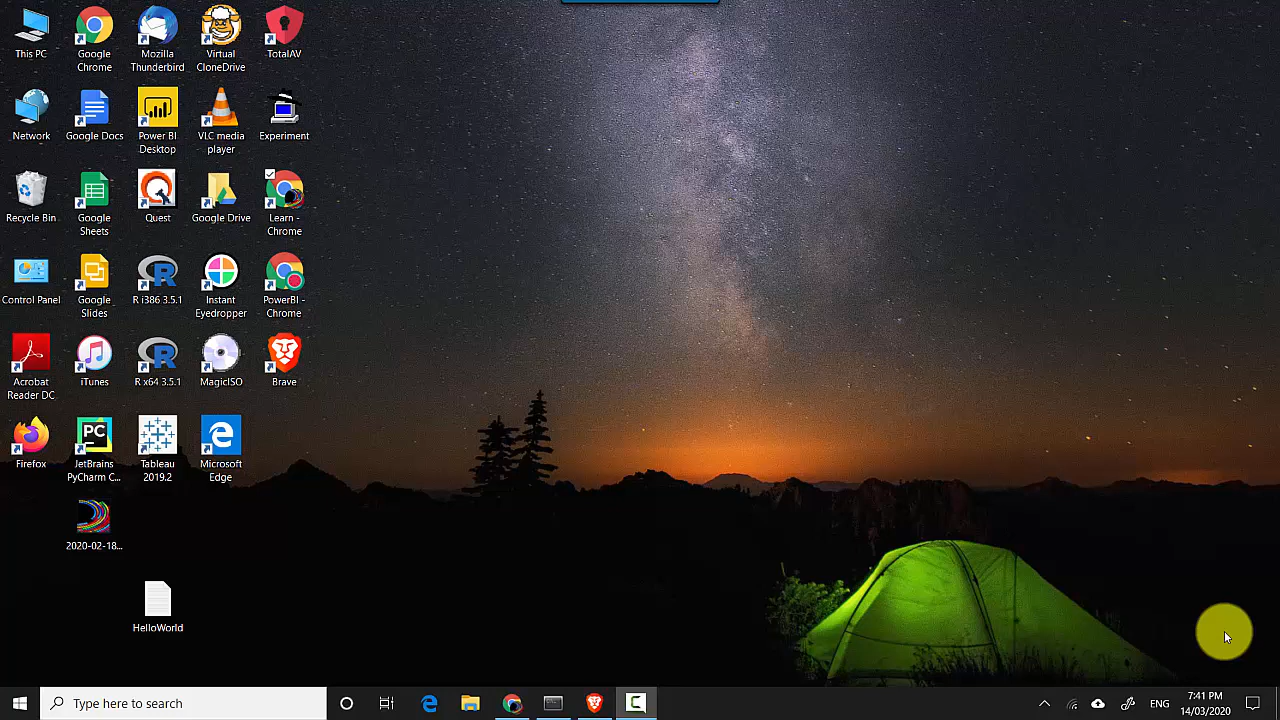 This PC
Google
Chrome
Mozilla
Thunderbird
Virtual
CloneDrive
TotalAV
Network
Google Docs
Power BI
Desktop
VLC media
player
Experiment
Recycle Bin
Google
Sheets
Quest
Google Drive
Learn -
Chrome
Control Panel
Google
Slides
R i386 3.5.1
Instant
Eyedropper
PowerBI -
Chrome
Acrobat
Reader DC
iTunes
R x64 3.5.1
MagicISO
Brave
Firefox
PC
JetBrains
PyCharm C...
Tableau
2019.2
Microsoft
Edge
2020-02-18...
HelloWorld
Type here to search
ENG
7:41 PM
14/03/2020